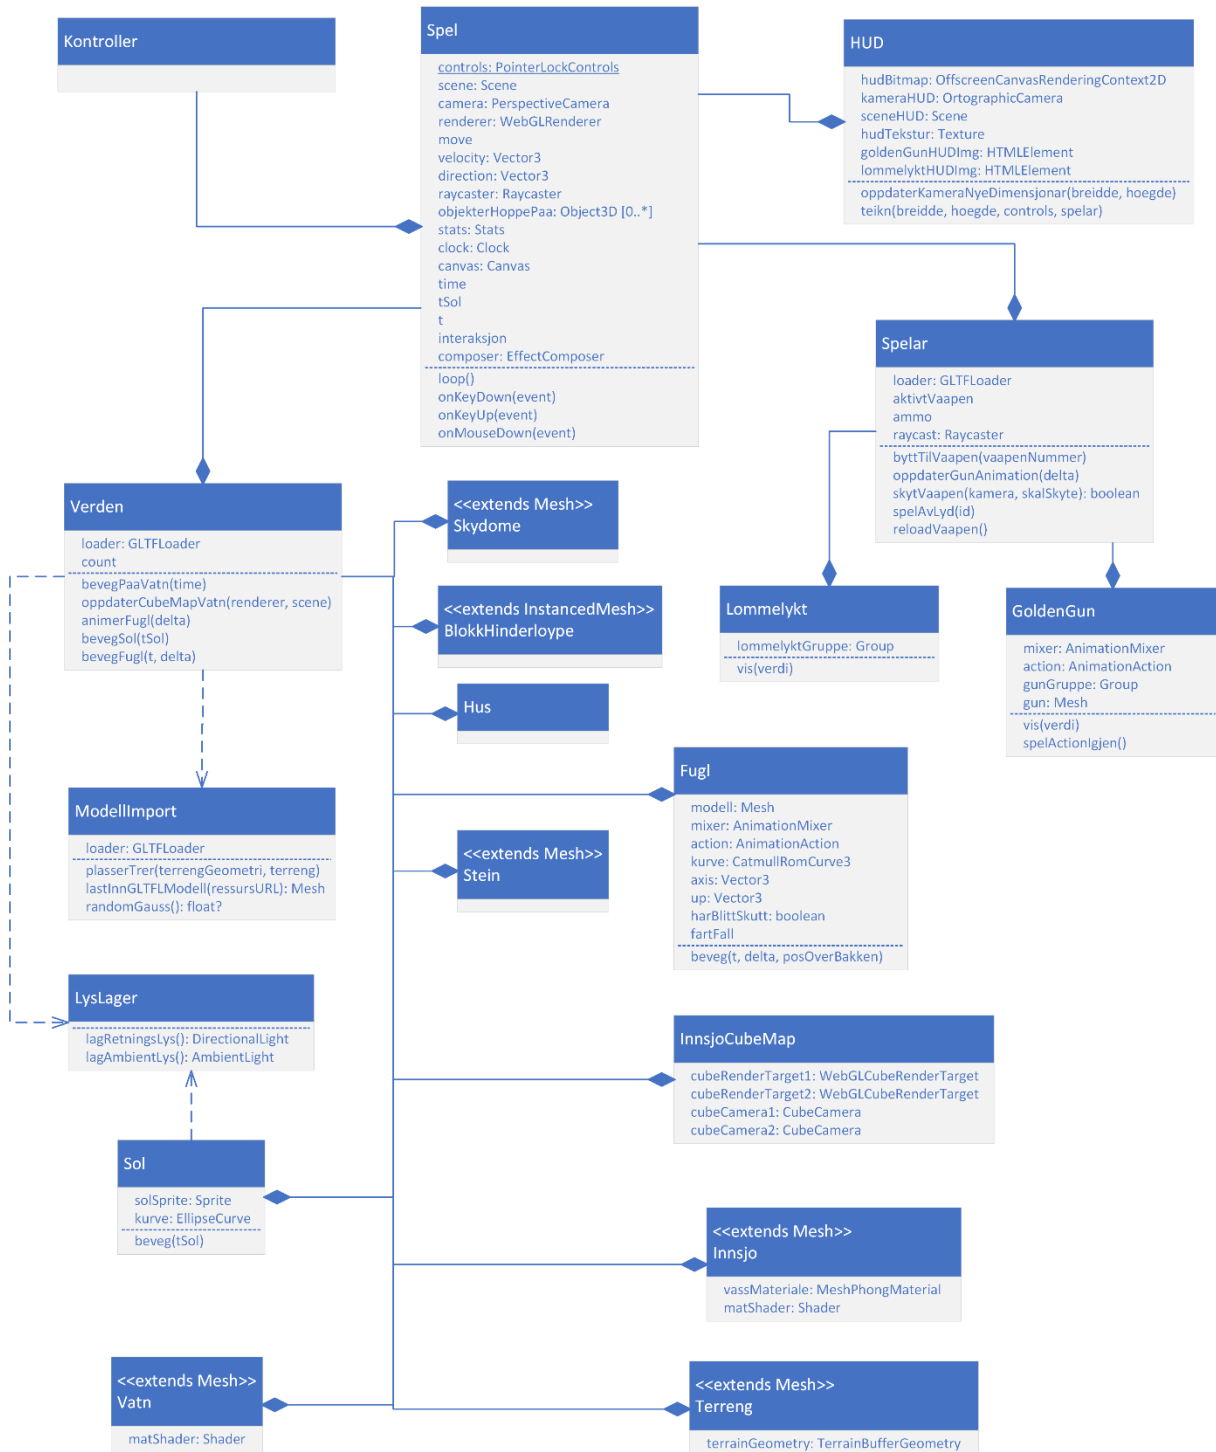 Kontroller
Spel
controls: PointerLockControls
scene: Scene
camera: PerspectiveCamera
renderer: WebGLRenderer
move
velocity: Vector3
direction: Vector3
raycaster: Raycaster
objekterHoppePaa: Object3D [0..*]
stats: Stats
clock: Clock
canvas: Canvas
time
tSol
t
interaksjon
composer: EffectComposer
loop()
onKeyDown(event)
onKeyUp(event)
onMouseDown(event)
HUD
hudBitmap: OffscreenCanvasRenderingContext2D
kameraHUD: OrtographicCamera
sceneHUD: Scene
hudTekstur: Texture
goldenGunHUDImg: HTMLElement
lommelyktHUDImg: HTMLElement
oppdaterKameraNyeDimensjonar(breidde, hoegde)
teikn(breidde, hoegde, controls, spelar)
Spelar
loader: GLTFLoader
aktivtVaapen
ammo
raycast: Raycaster
byttTilVaapen(vaapenNummer)
oppdaterGunAnimation(delta)
skytVaapen(kamera, skalSkyte): boolean
spelAvLyd(id)
reloadVaapen()
Verden
loader: GLTFLoader
count
bevegPaaVatn(time)
oppdaterCubeMapVatn(renderer, scene)
animerFugl(delta)
bevegSol(tSol)
bevegFugl(t, delta)
<<extends Mesh>>
Skydome
<<extends InstancedMesh>>
BlokkHinderloype
Lommelykt
lommelyktGruppe: Group
vis(verdi)
GoldenGun
mixer: AnimationMixer
action: AnimationAction
gunGruppe: Group
gun: Mesh
vis(verdi)
spelActionIgjen()
Hus
ModellImport
loader: GLTFLoader
plasserTrer(terrengGeometri, terreng)
lastInnGLTFLModell(ressursURL): Mesh
randomGauss(): float?
Fugl
modell: Mesh
mixer: AnimationMixer
action: AnimationAction
kurve: CatmullRomCurve3
axis: Vector3
up: Vector3
harBlittSkutt: boolean
fartFall
beveg(t, delta, posOverBakken)
<<extends Mesh>>
Stein
LysLager
lagRetningsLys(): DirectionalLight
lagAmbientLys(): AmbientLight
InnsjoCubeMap
cubeRenderTarget1: WebGLCubeRenderTarget
cubeRenderTarget2: WebGLCubeRenderTarget
cubeCamera1: CubeCamera
cubeCamera2: CubeCamera
Sol
solSprite: Sprite
kurve: EllipseCurve
beveg(tSol)
<<extends Mesh>>
Innsjo
vassMateriale: MeshPhongMaterial
matShader: Shader
<<extends Mesh>>
Vatn
matShader: Shader
<<extends Mesh>>
Terreng
terrainGeometry: TerrainBufferGeometry